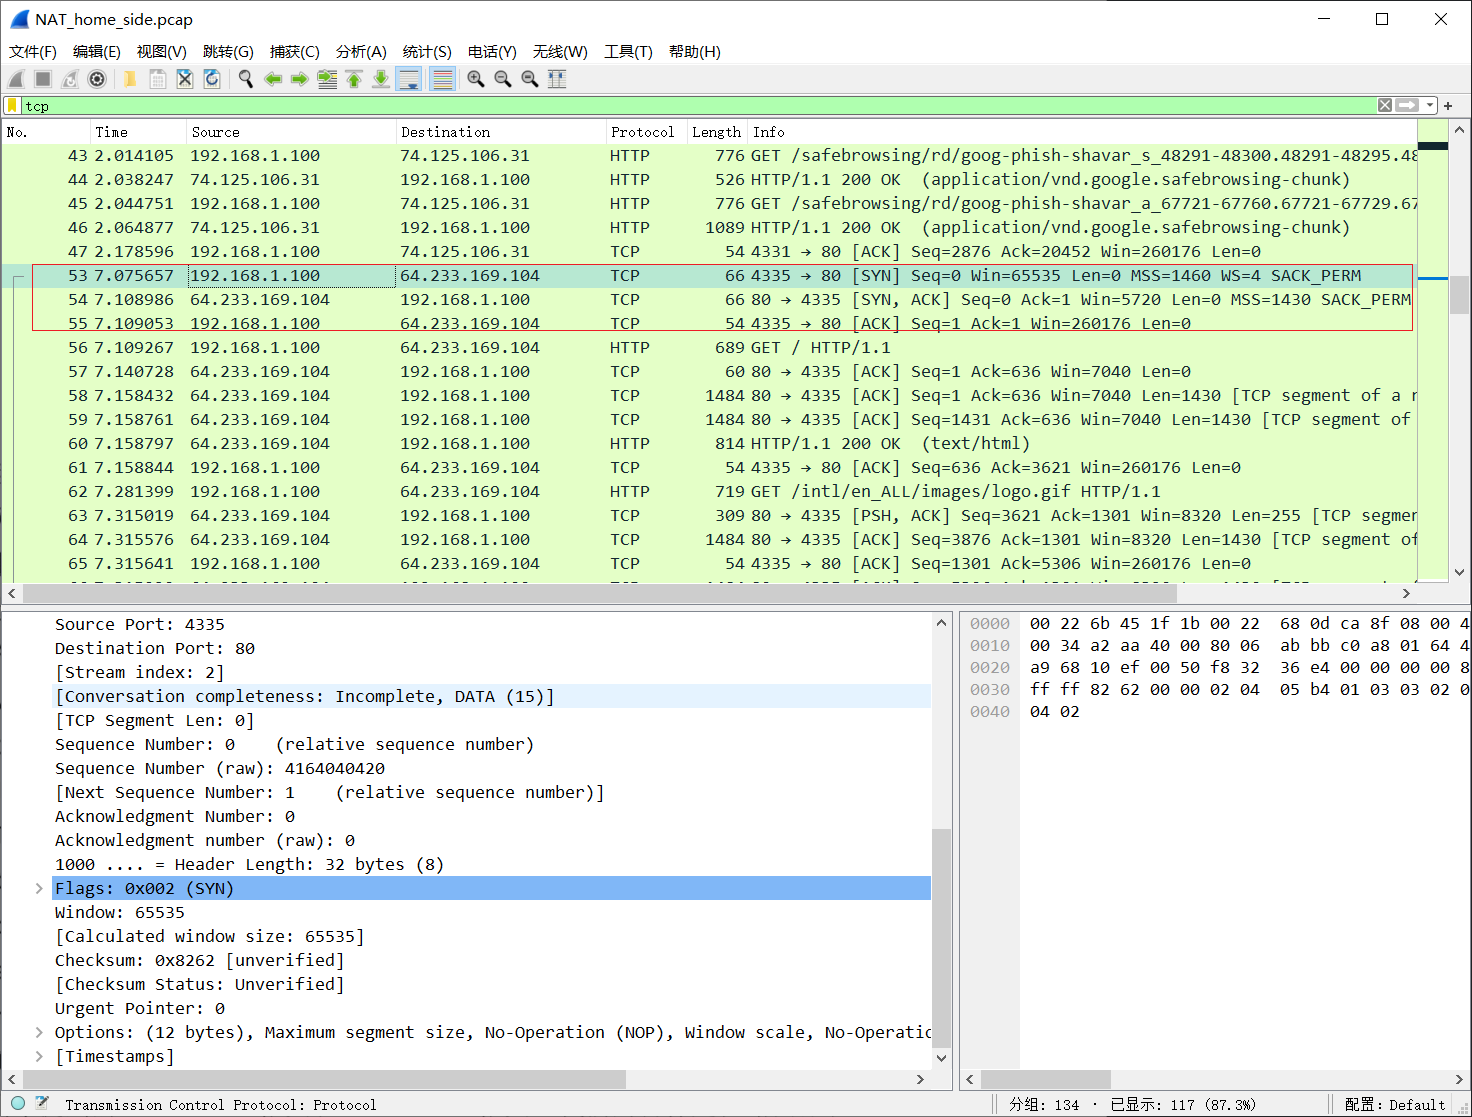 NAT_home_side.pcap
文件(F) 编辑(E) 视图(V) 跳转(G) 捕获(C) 分析(A) 统计(S) 电话(Y) 无线(W) 工具(T) 帮助(H)
tcp
No. Time Source Destination Protocol Length Info
43 2.014105 192.168.1.100 74.125.106.31 HTTP 776 GET /safebrowsing/rd/goog-phish-shavar_s_48291-48300.48291-48295.48
44 2.038247 74.125.106.31 192.168.1.100 HTTP 526 HTTP/1.1 200 OK (application/vnd.google.safebrowsing-chunk)
45 2.044751 192.168.1.100 74.125.106.31 HTTP 776 GET /safebrowsing/rd/goog-phish-shavar_a_67721-67760.67721-67729.67
46 2.064877 74.125.106.31 192.168.1.100 HTTP 1089 HTTP/1.1 200 OK (application/vnd.google.safebrowsing-chunk)
47 2.178596 192.168.1.100 74.125.106.31 TCP 54 4331 → 80 [ACK] Seq=2876 Ack=20452 Win=260176 Len=0
53 7.075657 192.168.1.100 64.233.169.104 TCP 66 4335 → 80 [SYN] Seq=0 Win=65535 Len=0 MSS=1460 WS=4 SACK_PERM
54 7.108986 64.233.169.104 192.168.1.100 TCP 66 80 → 4335 [SYN, ACK] Seq=0 Ack=1 Win=5720 Len=0 MSS=1430 SACK_PERM
55 7.109053 192.168.1.100 64.233.169.104 TCP 54 4335 → 80 [ACK] Seq=1 Ack=1 Win=260176 Len=0
56 7.109267 192.168.1.100 64.233.169.104 HTTP 689 GET / HTTP/1.1
57 7.140728 64.233.169.104 192.168.1.100 TCP 60 80 → 4335 [ACK] Seq=1 Ack=636 Win=7040 Len=0
58 7.158432 64.233.169.104 192.168.1.100 TCP 1484 80 → 4335 [ACK] Seq=1 Ack=636 Win=7040 Len=1430 [TCP segment of a r
59 7.158761 64.233.169.104 192.168.1.100 TCP 1484 80 → 4335 [ACK] Seq=1431 Ack=636 Win=7040 Len=1430 [TCP segment of
60 7.158797 64.233.169.104 192.168.1.100 HTTP 814 HTTP/1.1 200 OK (text/html)
61 7.158844 192.168.1.100 64.233.169.104 TCP 54 4335 → 80 [ACK] Seq=636 Ack=3621 Win=260176 Len=0
62 7.281399 192.168.1.100 64.233.169.104 HTTP 719 GET /intl/en_ALL/images/logo.gif HTTP/1.1
63 7.315019 64.233.169.104 192.168.1.100 TCP 309 80 → 4335 [PSH, ACK] Seq=3621 Ack=1301 Win=8320 Len=255 [TCP segmen
64 7.315576 64.233.169.104 192.168.1.100 TCP 1484 80 → 4335 [ACK] Seq=3876 Ack=1301 Win=8320 Len=1430 [TCP segment of
65 7.315641 192.168.1.100 64.233.169.104 TCP 54 4335 → 80 [ACK] Seq=1301 Ack=5306 Win=260176 Len=0
Source Port: 4335
Destination Port: 80
[Stream index: 2]
[Conversation completeness: Incomplete, DATA (15)]
[TCP Segment Len: 0]
Sequence Number: 0 (relative sequence number)
Sequence Number (raw): 4164040420
[Next Sequence Number: 1 (relative sequence number)]
Acknowledgment Number: 0
Acknowledgment number (raw): 0
1000 .... = Header Length: 32 bytes (8)
Flags: 0x002 (SYN)
Window: 65535
[Calculated window size: 65535]
Checksum: 0x8262 [unverified]
[Checksum Status: Unverified]
Urgent Pointer: 0
Options: (12 bytes), Maximum segment size, No-Operation (NOP), Window scale, No-Operatio
[Timestamps]
0000 00 22 6b 45 1f 1b 00 22 68 0d ca 8f 08 00 4
0010 00 34 a2 aa 40 00 80 06 ab bb c0 a8 01 64 4
0020 a9 68 10 ef 00 50 f8 32 36 e4 00 00 00 00 8
0030 ff ff 82 62 00 00 02 04 05 b4 01 03 03 02 0
0040 04 02
Transmission Control Protocol: Protocol
分组: 134 · 已显示: 117 (87.3%)
配置: Default